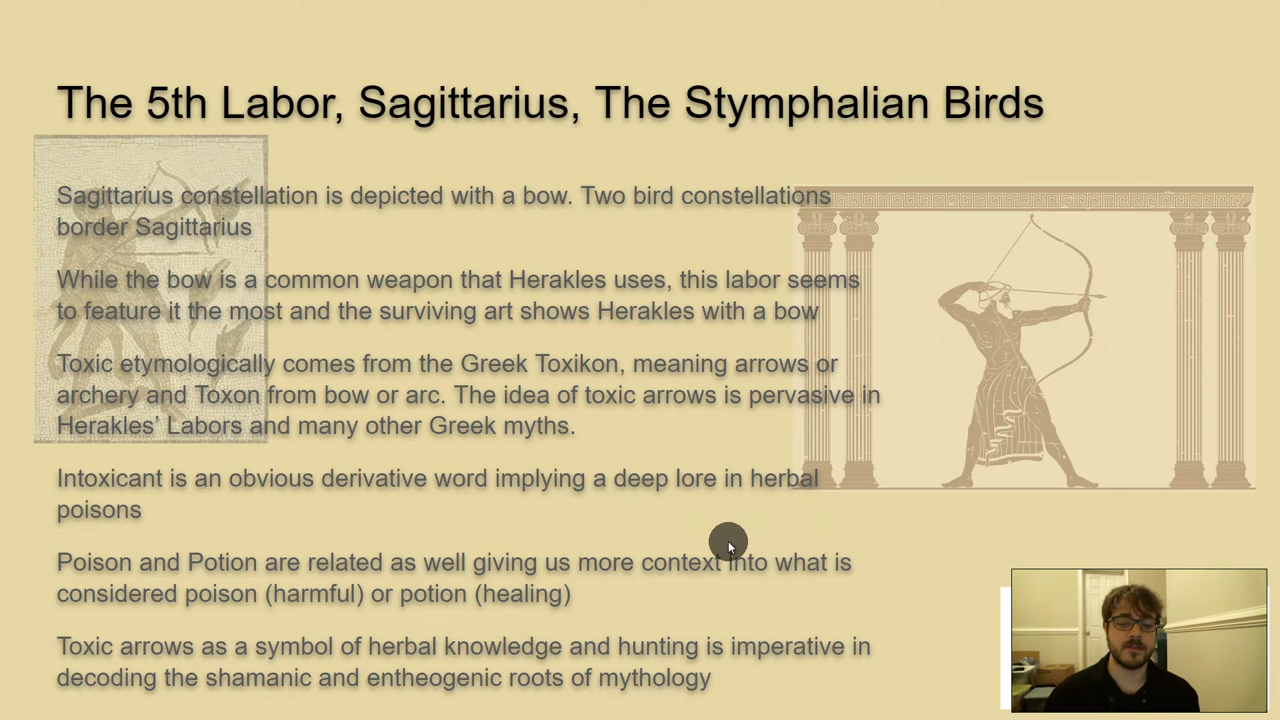 The 5th Labor, Sagittarius, The Stymphalian Birds
Sagittarius constellation is depicted with a bow. Two bird constellations
border Sagittarius
While the bow is a common weapon that Herakles uses, this labor seems
to feature it the most and the surviving art shows Herakles with a bow
Toxic etymologically comes from the Greek Toxikon, meaning arrows or
archery and Toxon from bow or arc. The idea of toxic arrows is pervasive in
Herakles’ Labors and many other Greek myths.
Intoxicant is an obvious derivative word implying a deep lore in herbal
poisons
Poison and Potion are related as well giving us more context into what is
considered poison (harmful) or potion (healing)
Toxic arrows as a symbol of herbal knowledge and hunting is imperative in
decoding the shamanic and entheogenic roots of mythology